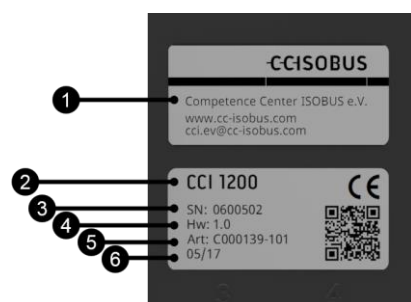 CCISOBUS
1
Competence Center ISOBUS e.V.
www.cc-isobus.com
cci.ev@cc-isobus.com
2
CCI 1200
CE
3
SN: 0600502
4
Hw: 1.0
5
Art: C000139-101
6
05/17